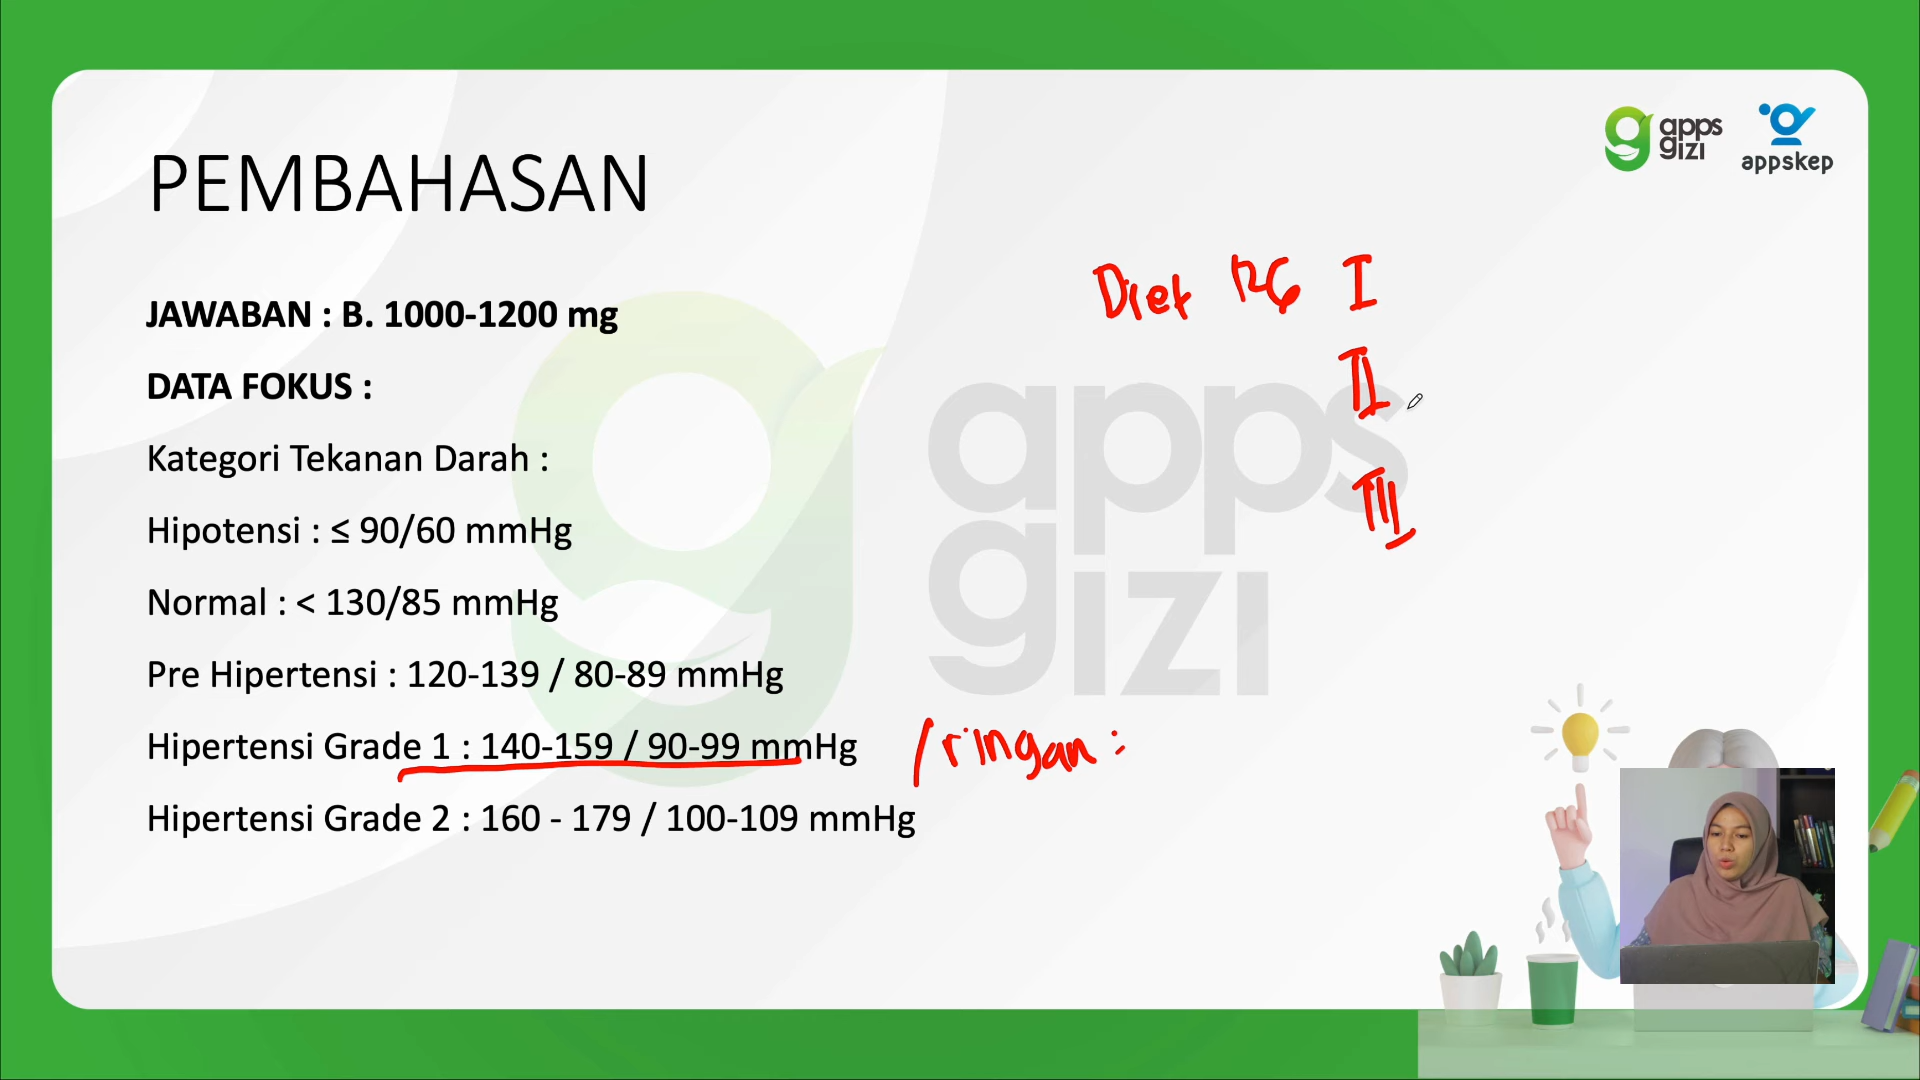 apps
gizi
appskep
PEMBAHASAN
JAWABAN : B. 1000-1200 mg
DATA FOKUS :
Kategori Tekanan Darah :
Hipotensi : ≤ 90/60 mmHg
Normal : < 130/85 mmHg
Pre Hipertensi : 120-139 / 80-89 mmHg
Hipertensi Grade 1 : 140-159 / 90-99 mmHg /ringan :
Hipertensi Grade 2 : 160 - 179 / 100-109 mmHg
Diet RG I
II
III
apps
gizi